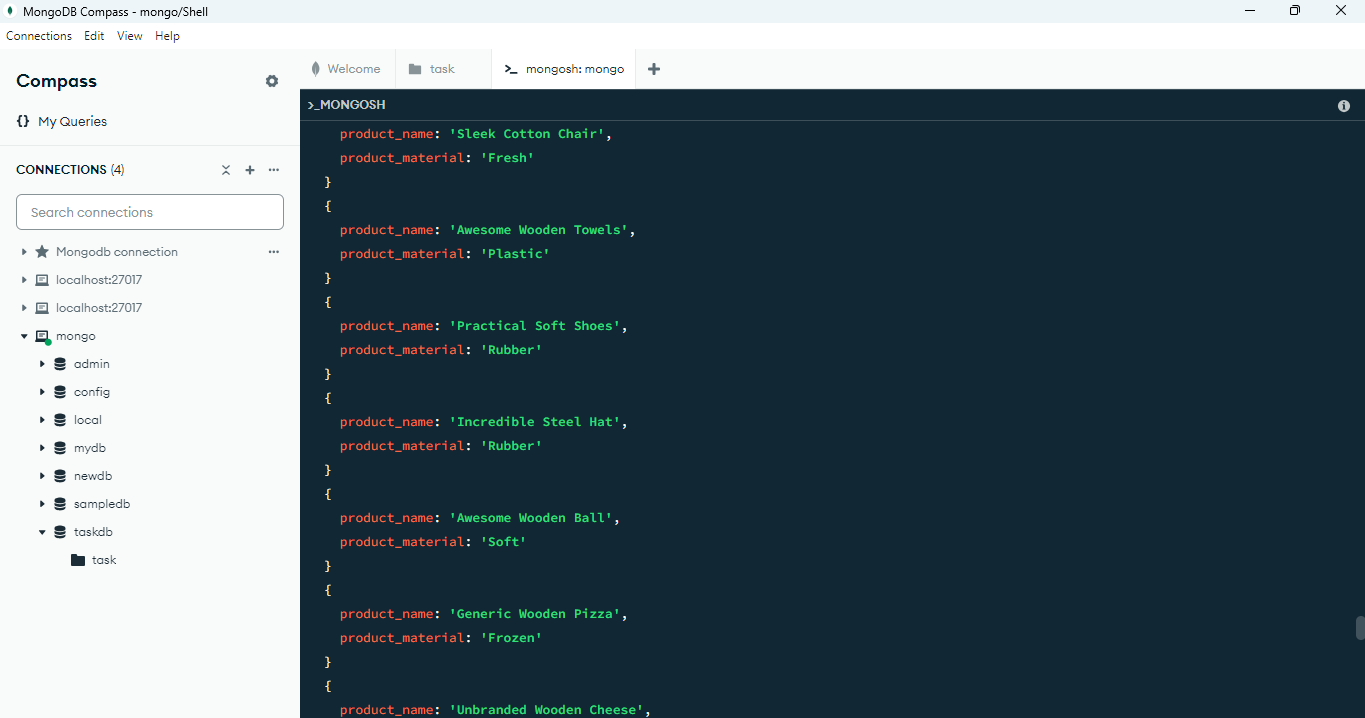 MongoDB Compass - mongo/Shell
Connections Edit View Help
Compass
{} My Queries
CONNECTIONS (4)
Search connections
Mongodb connection
localhost:27017
localhost:27017
mongo
admin
config
local
mydb
newdb
sampledb
taskdb
task
Welcome task >_ mongosh: mongo
>_MONGOSH
product_name: 'Sleek Cotton Chair',
product_material: 'Fresh'
}
{
product_name: 'Awesome Wooden Towels',
product_material: 'Plastic'
}
{
product_name: 'Practical Soft Shoes',
product_material: 'Rubber'
}
{
product_name: 'Incredible Steel Hat',
product_material: 'Rubber'
}
{
product_name: 'Awesome Wooden Ball',
product_material: 'Soft'
}
{
product_name: 'Generic Wooden Pizza',
product_material: 'Frozen'
}
{
product_name: 'Unbranded Wooden Cheese',